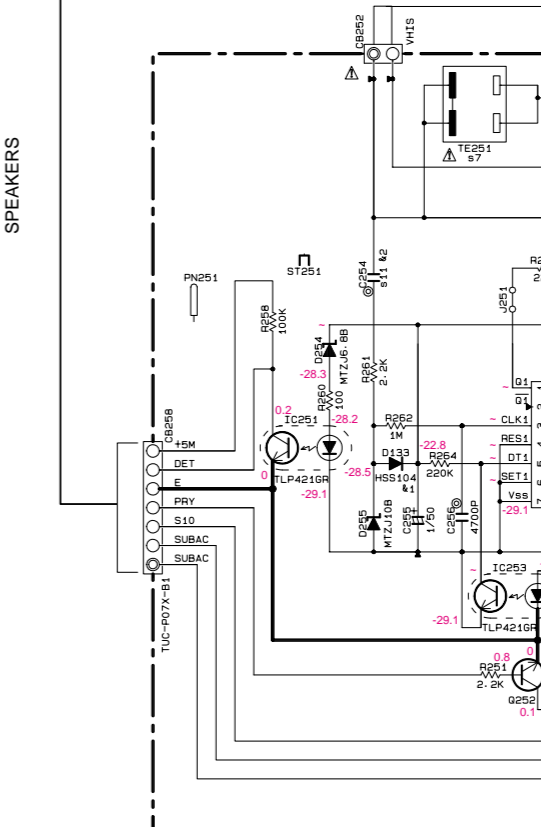 CB252
VHIS
SPEAKERS
TE251
s7
PN251
ST251
C254
s11 &2
R258
100K
D254
MTZJ6.8B
R261
2.2K
J251
-28.3
R260
100
0.2
IC251
-28.2
R262
1M
Q1
Q1
CLK1
RES1
DT1
SET1
Vss
-29.1
CB258
+5M
DET
E
PRY
S10
SUBAC
SUBAC
0
TLP421GR
-29.1
-28.5
D133
HSS104
&1
-22.8
R264
220K
D255
MTZJ10B
C255
+
1/50
C256
4700P
IC253
-29.1
TLP421GR
TUC-P07X-B1
0.8
0
R251
2.2K
Q252
0.1